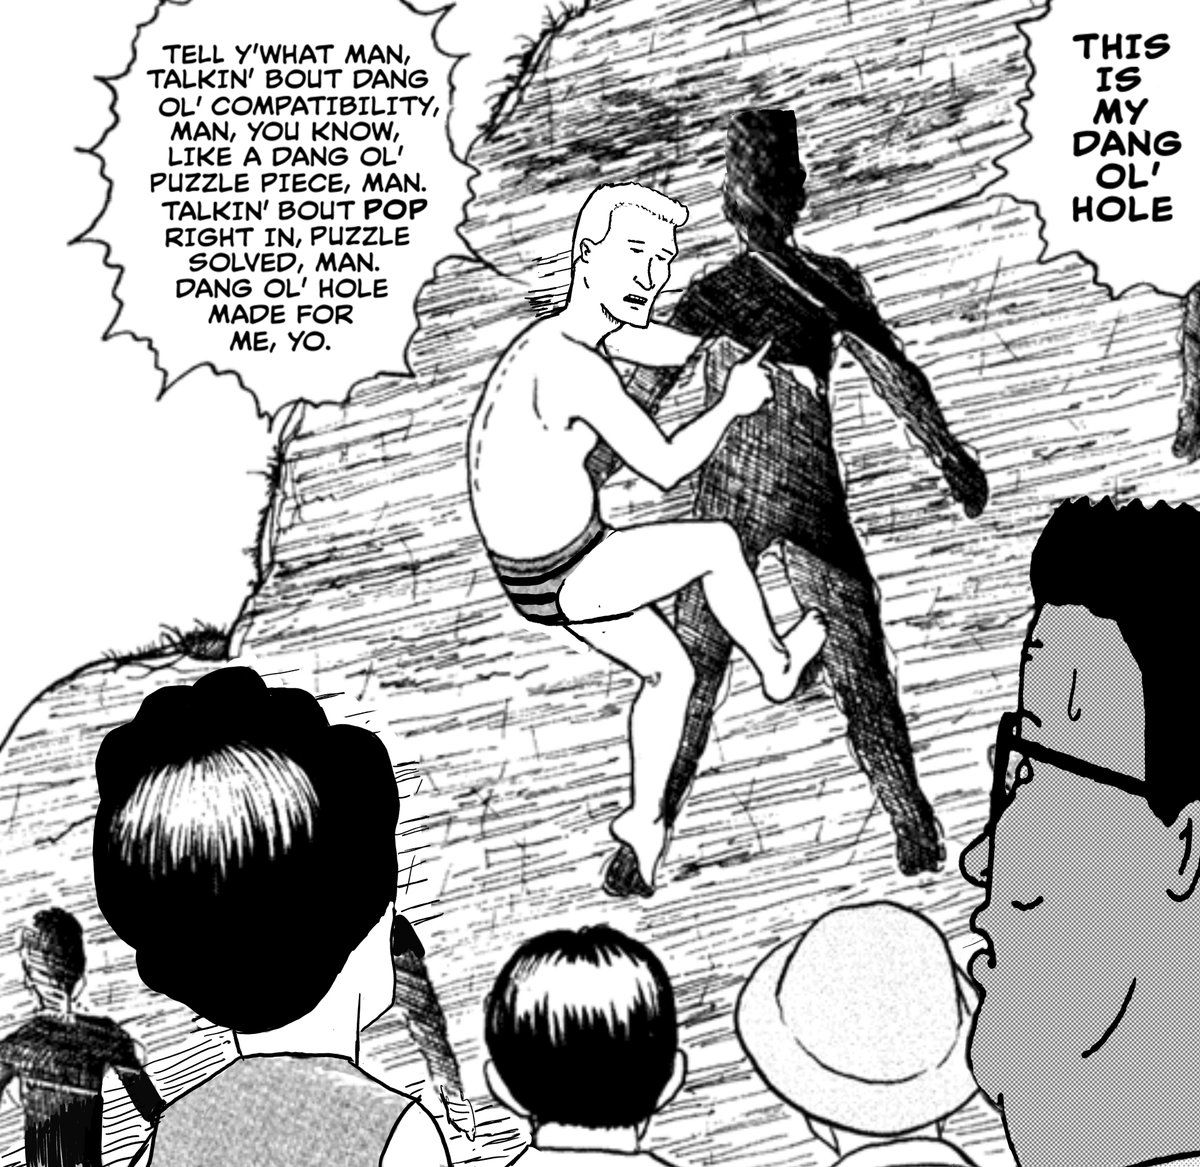 TELL Y'WHAT MAN,
TALKIN' BOUT DANG
OL' COMPATIBILITY,
MAN, YOU KNOW,
LIKE A DANG OL'
PUZZLE PIECE, MAN.
TALKIN' BOUT POP
RIGHT IN, PUZZLE
SOLVED, MAN.
DANG OL' HOLE
MADE FOR
ME, YO.
THIS
IS
MY
DANG
OL'
HOLE